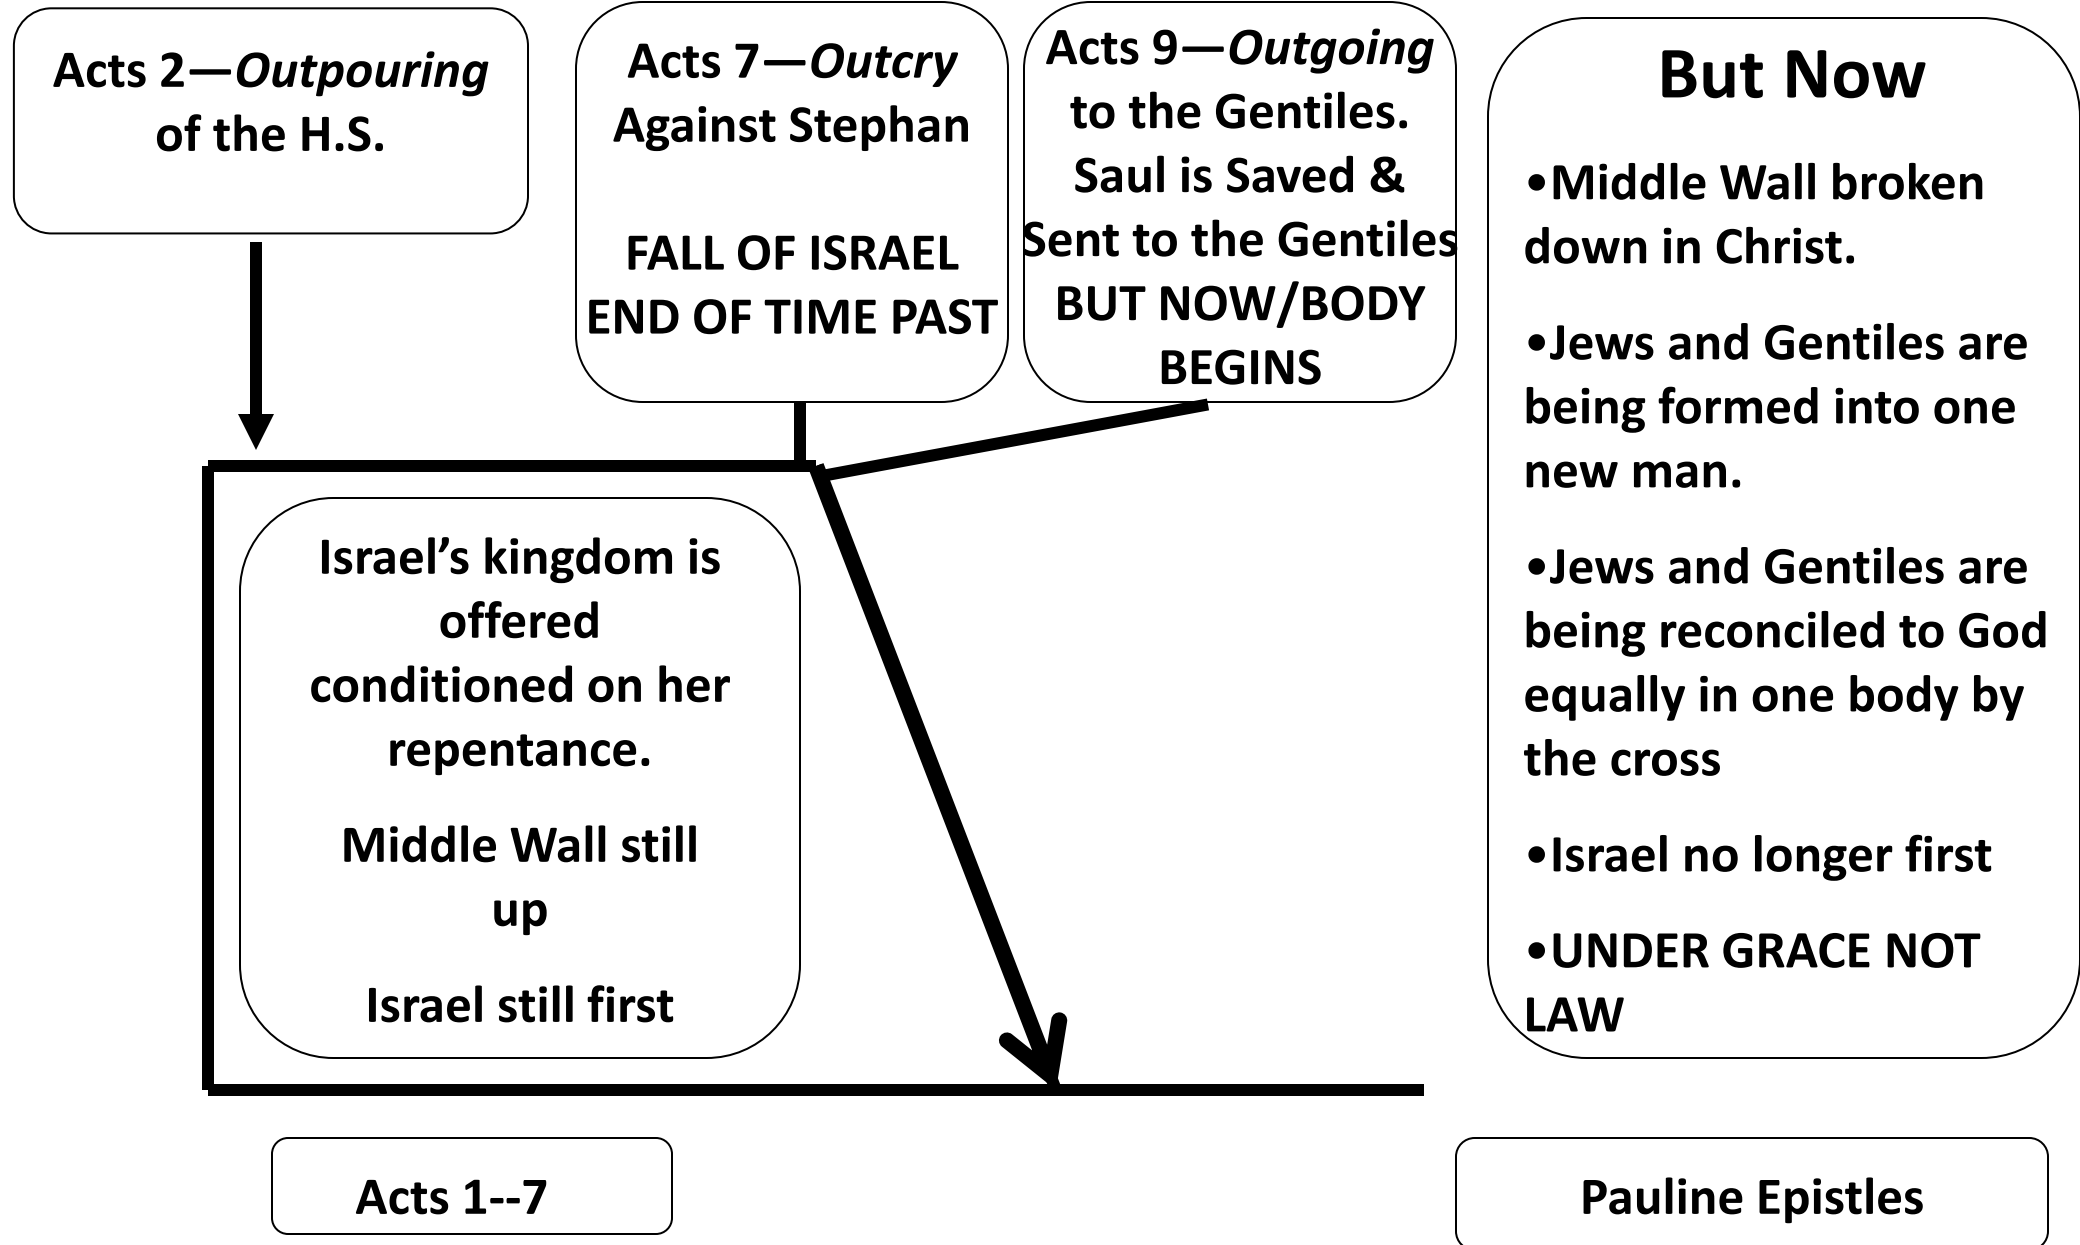 Acts 2—Outpouring
of the H.S.
Acts 7—Outcry
Against Stephan
FALL OF ISRAEL
END OF TIME PAST
Acts 9—Outgoing
to the Gentiles.
Saul is Saved &
Sent to the Gentiles
BUT NOW/BODY
BEGINS
But Now
•Middle Wall broken
down in Christ.
•Jews and Gentiles are
being formed into one
new man.
•Jews and Gentiles are
being reconciled to God
equally in one body by
the cross
•Israel no longer first
•UNDER GRACE NOT
LAW
Israel’s kingdom is
offered
conditioned on her
repentance.
Middle Wall still
up
Israel still first
Acts 1--7
Pauline Epistles